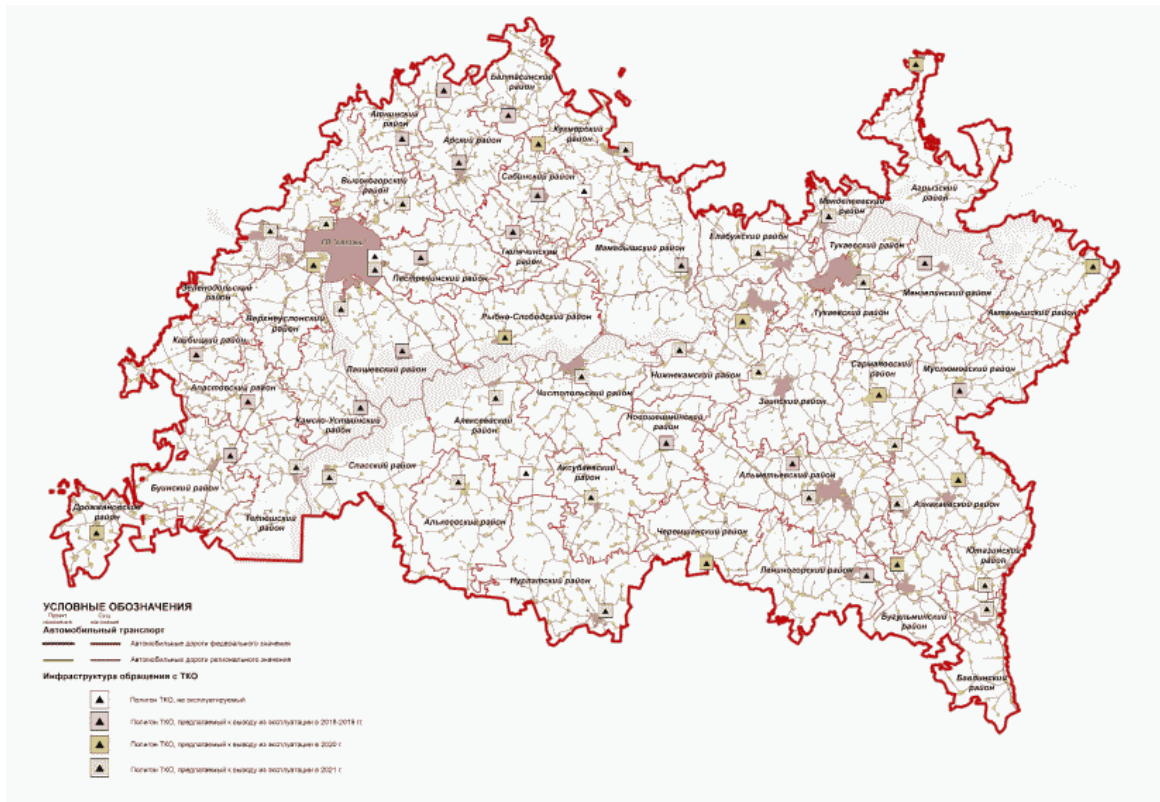 Балтасинский
район
Атнинский
район
Арский район
Кукморский
район
Высокогорский
район
Сабинский район
Агрызский
район
Менделеевский
район
Мамадышский район
Елабужский район
Тукаевский район
Тюлячинский
район
Пестречинский район
Зеленодольский
район
Мензелинский район
Верхнеуслонский
район
Рыбно-Слободский район
Тукаевский район
Актанышский район
Кайбицкий район
Лаишевский район
Нижнекамский район
Сармановский
район
Муслюмовский район
Апастовский район
Чистопольский район
Заинский район
Камско-Устьинский
район
Алексеевский
район
Новошешминский
район
Спасский район
Аксубаевский
район
Альметьевский район
Буинский район
Дрожжановский
район
Тетюшский
район
Алькеевский район
Азнакаевский район
Черемшанский район
Нурлатский район
Лениногорский район
Ютазинский
район
Бугульминский
район
Бавлинский
район
УСЛОВНЫЕ ОБОЗНАЧЕНИЯ
Автомобильный транспорт
Автомобильные дороги федерального значения
Автомобильные дороги регионального значения
Инфраструктура обращения с ТКО
Полигон ТКО, не эксплуатируемый
Полигон ТКО, предлагаемый к выводу из эксплуатации в 2018-2019 гг.
Полигон ТКО, предлагаемый к выводу из эксплуатации в 2020 г.
Полигон ТКО, предлагаемый к выводу из эксплуатации в 2021 г.